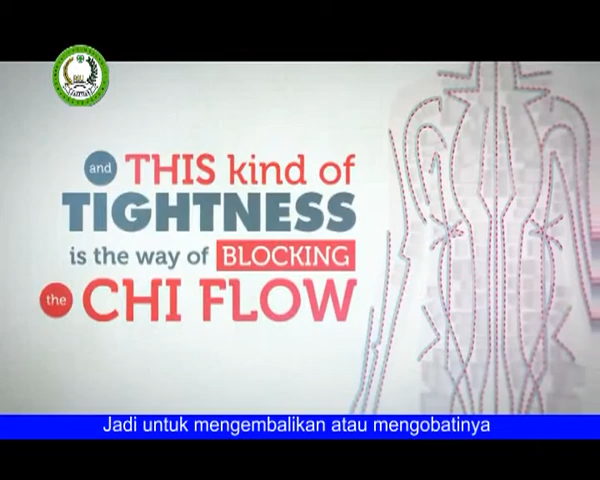 and THIS kind of
TIGHTNESS
is the way of BLOCKING
the CHI FLOW
Jadi untuk mengembalikan atau mengobatinya